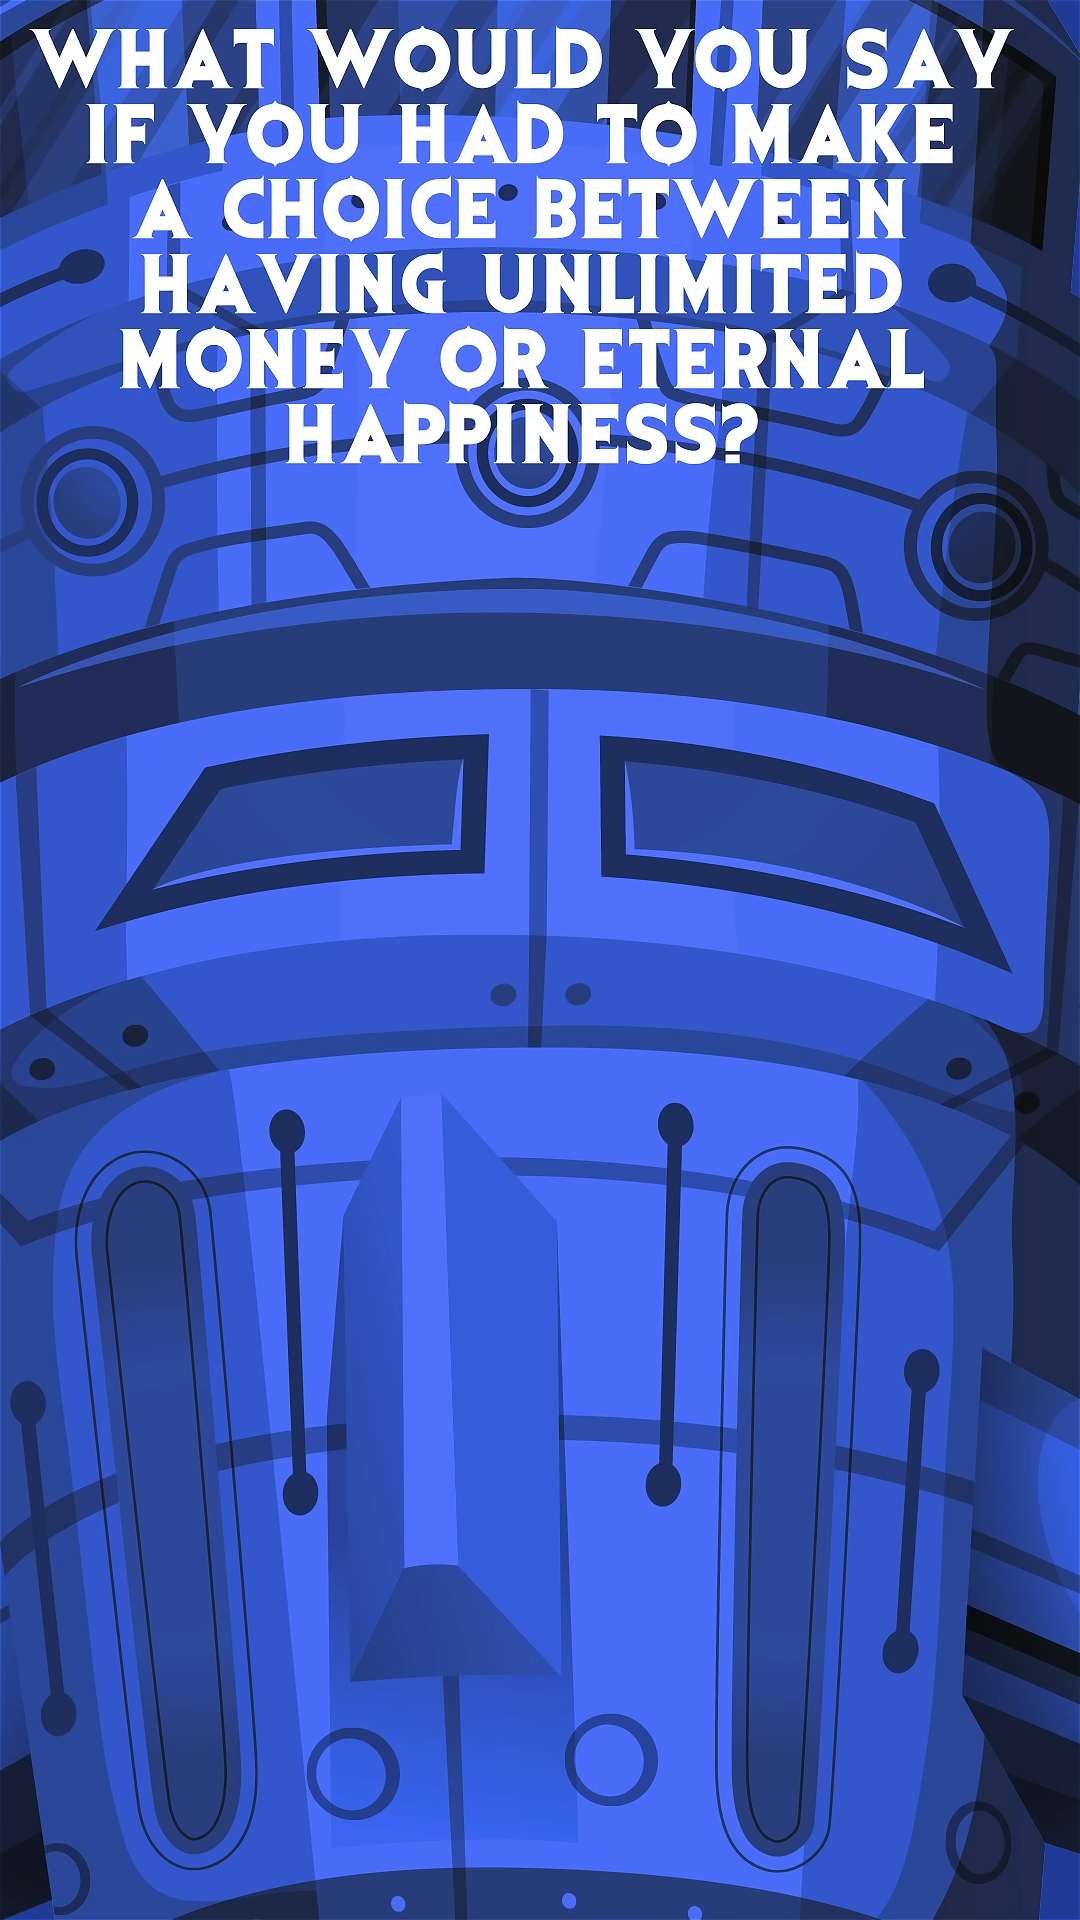 WHAT WOULD YOU SAY
IF YOU HAD TO MAKE
A CHOICE BETWEEN
HAVING UNLIMITED
MONEY OR ETERNAL
HAPPINESS?